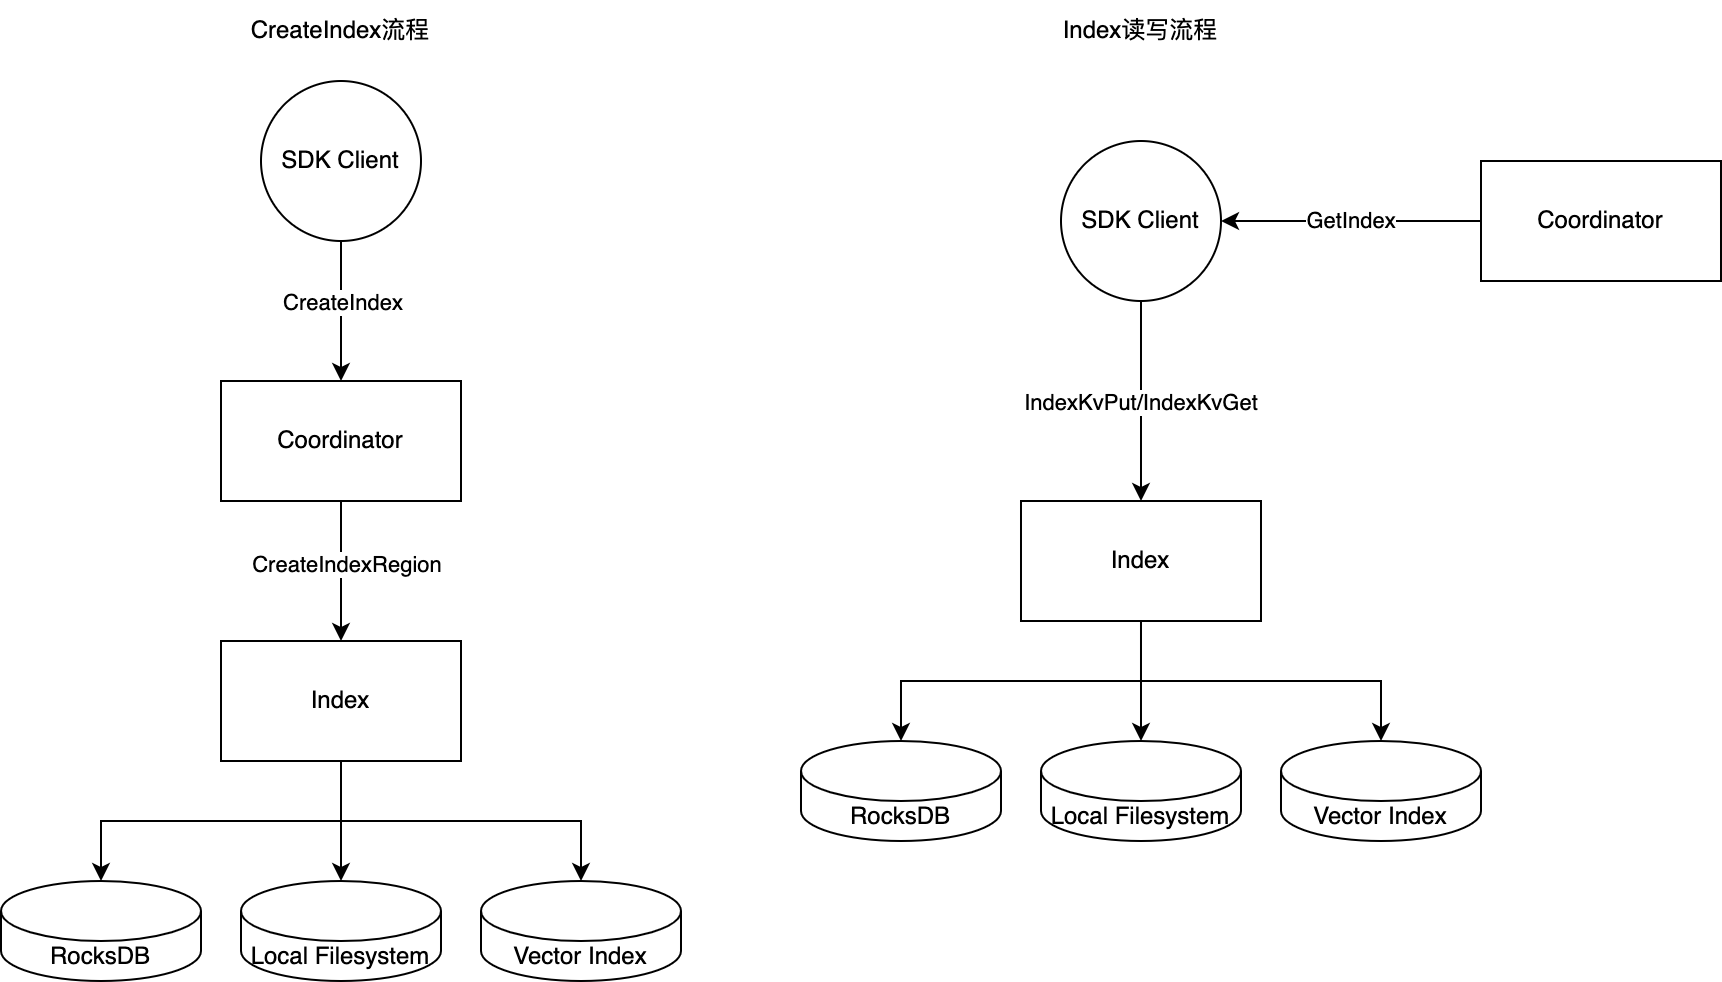 CreateIndex流程
SDK Client
CreateIndex
Coordinator
CreateIndexRegion
Index
RocksDB
Local Filesystem
Vector Index
Index读写流程
SDK Client
GetIndex
Coordinator
IndexKvPut/IndexKvGet
Index
RocksDB
Local Filesystem
Vector Index